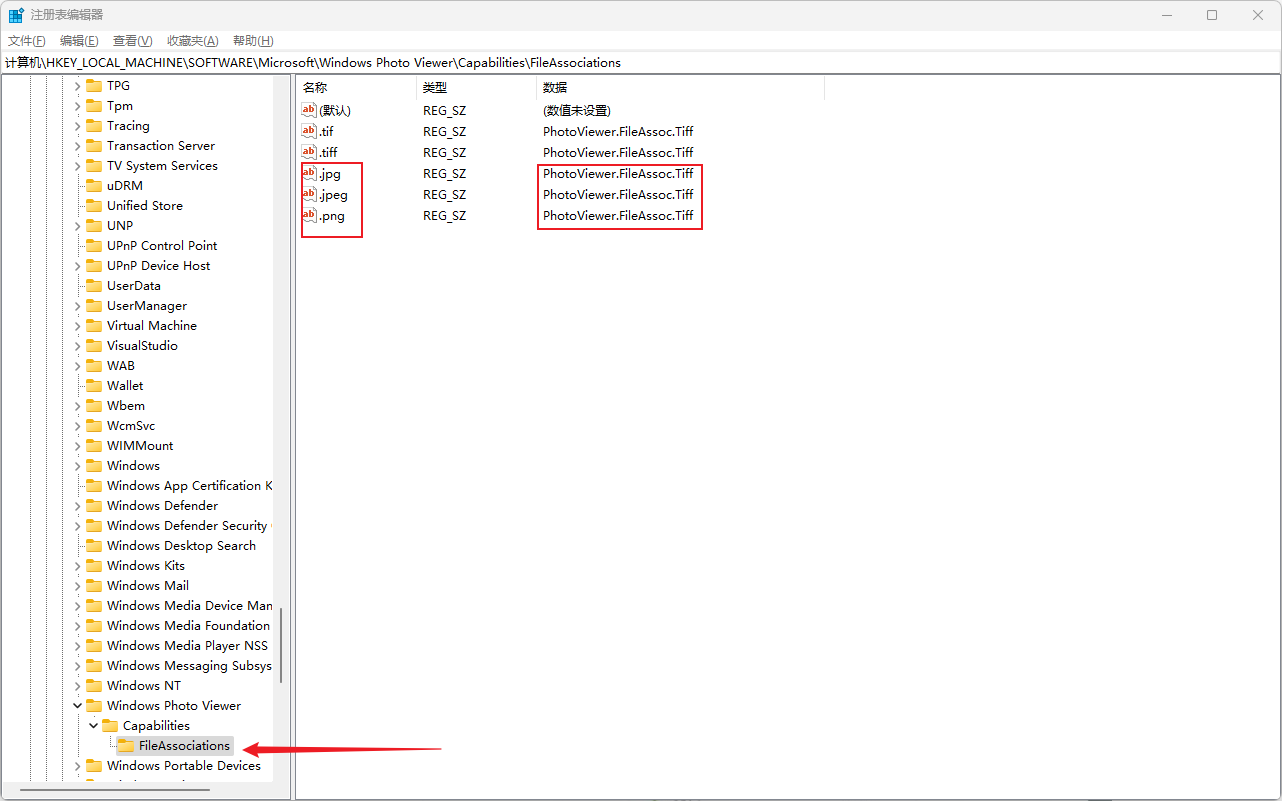 注册表编辑器
文件(F) 编辑(E) 查看(V) 收藏夹(A) 帮助(H)
计算机\HKEY_LOCAL_MACHINE\SOFTWARE\Microsoft\Windows Photo Viewer\Capabilities\FileAssociations
TPG
Tpm
Tracing
Transaction Server
TV System Services
uDRM
Unified Store
UNP
UPnP Control Point
UPnP Device Host
UserData
UserManager
Virtual Machine
VisualStudio
WAB
Wallet
Wbem
WcmSvc
WIMMount
Windows
Windows App Certification K
Windows Defender
Windows Defender Security
Windows Desktop Search
Windows Kits
Windows Mail
Windows Media Device Man
Windows Media Foundation
Windows Media Player NSS
Windows Messaging Subsys
Windows NT
Windows Photo Viewer
Capabilities
FileAssociations
Windows Portable Devices
名称 类型 数据
ab (默认) REG_SZ (数值未设置)
ab .tif REG_SZ PhotoViewer.FileAssoc.Tiff
ab .tiff REG_SZ PhotoViewer.FileAssoc.Tiff
ab .jpg REG_SZ PhotoViewer.FileAssoc.Tiff
ab .jpeg REG_SZ PhotoViewer.FileAssoc.Tiff
ab .png REG_SZ PhotoViewer.FileAssoc.Tiff